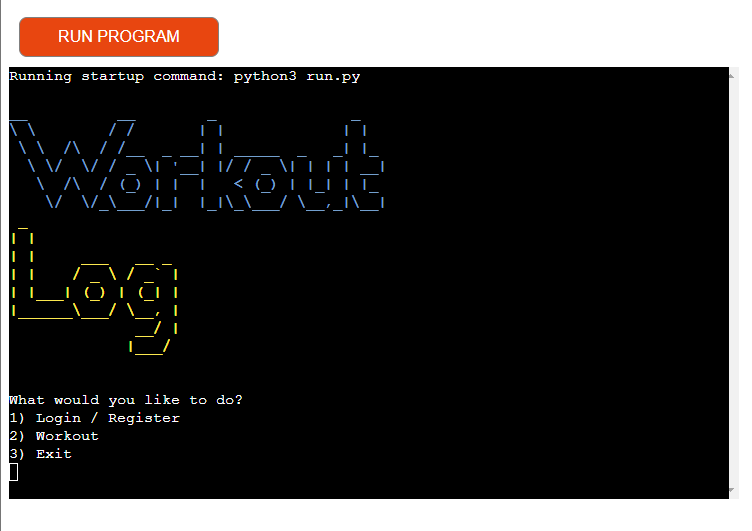 RUN PROGRAM
Running startup command: python3 run.py
Workout
Log
What would you like to do?
1) Login / Register
2) Workout
3) Exit